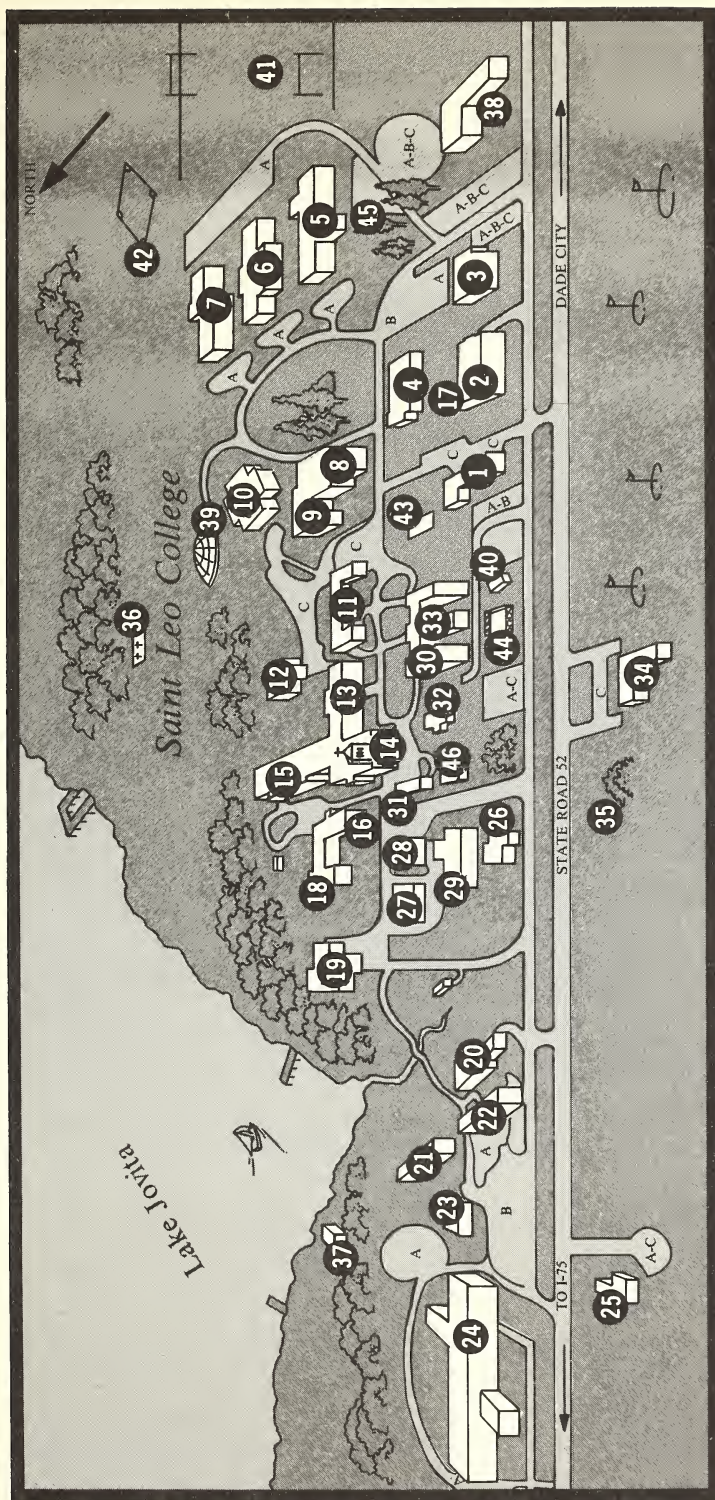 NORTH
41
42
36
Saint Leo College
Lake Jovita
39
7
A
6
A
A
A
5
10
45
A-B-C
37
15
12
9
8
18
19
16
14
13
11
C
C
B
A
A-B-C
A-B-C
38
3
4
17
2
43
C
1
C
A-B
40
33
30
44
32
A-C
46
31
28
27
29
26
21
23
20
22
A
B
A
24
A
TO I-75
STATE ROAD 52
DADE CITY
A-C
25
35
C
34